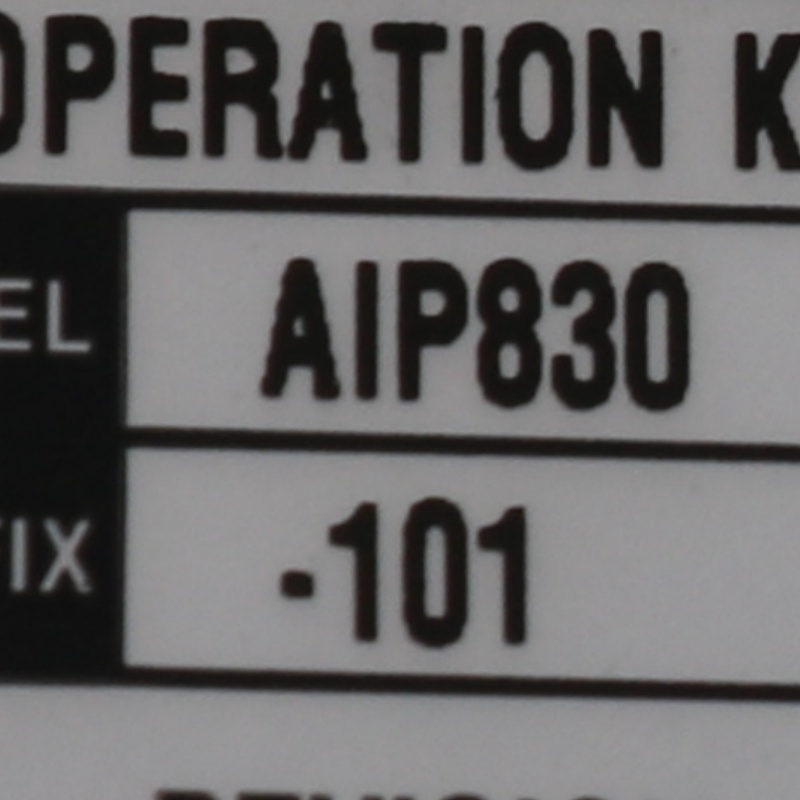 OPERATION K
EL AIP830
IX -101